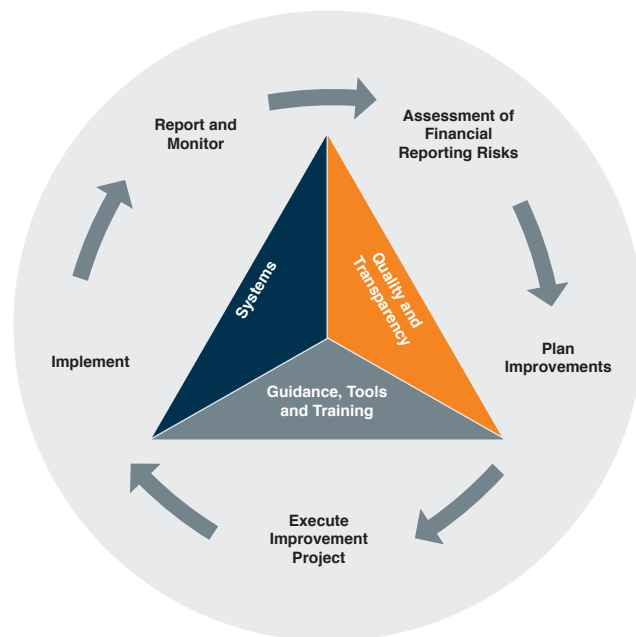 Report and
Monitor
Assessment of
Financial
Reporting Risks
Systems
Quality and
Transparency
Implement
Plan
Improvements
Guidance, Tools
and Training
Execute
Improvement
Project